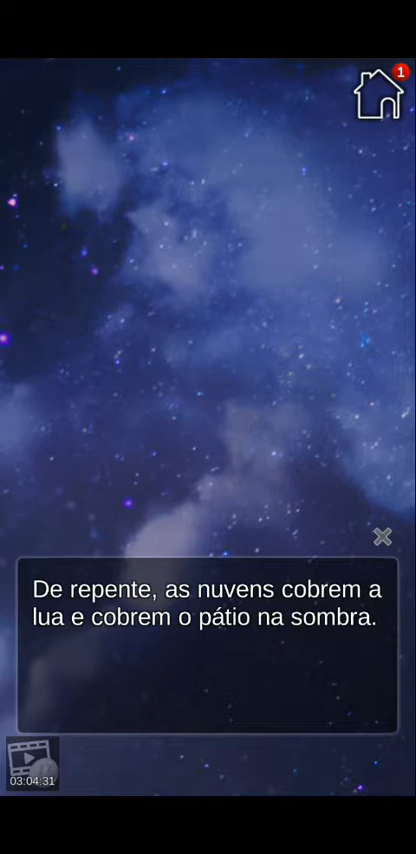 1
De repente, as nuvens cobrem a
lua e cobrem o pátio na sombra.
03:04:31